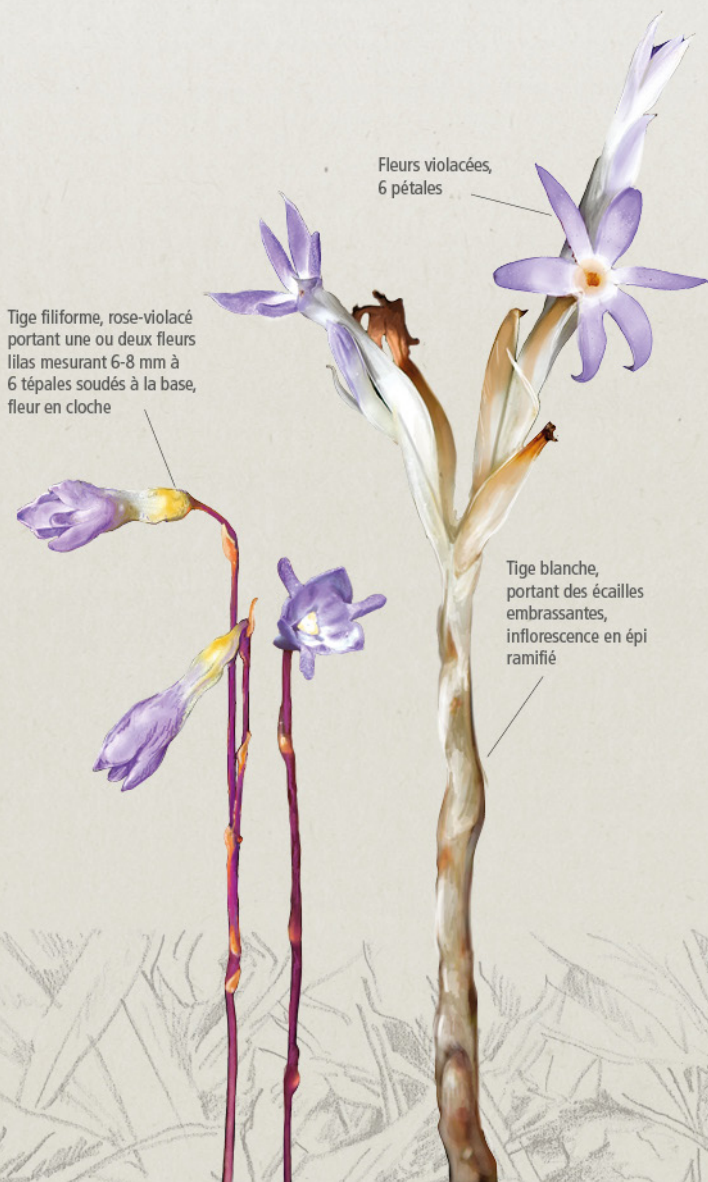 Fleurs violacées,
6 pétales
Tige filiforme, rose-violacé
portant une ou deux fleurs
lilas mesurant 6-8 mm à
6 tépales soudés à la base,
fleur en cloche
Tige blanche,
portant des écailles
embrassantes,
inflorescence en épi
ramifié